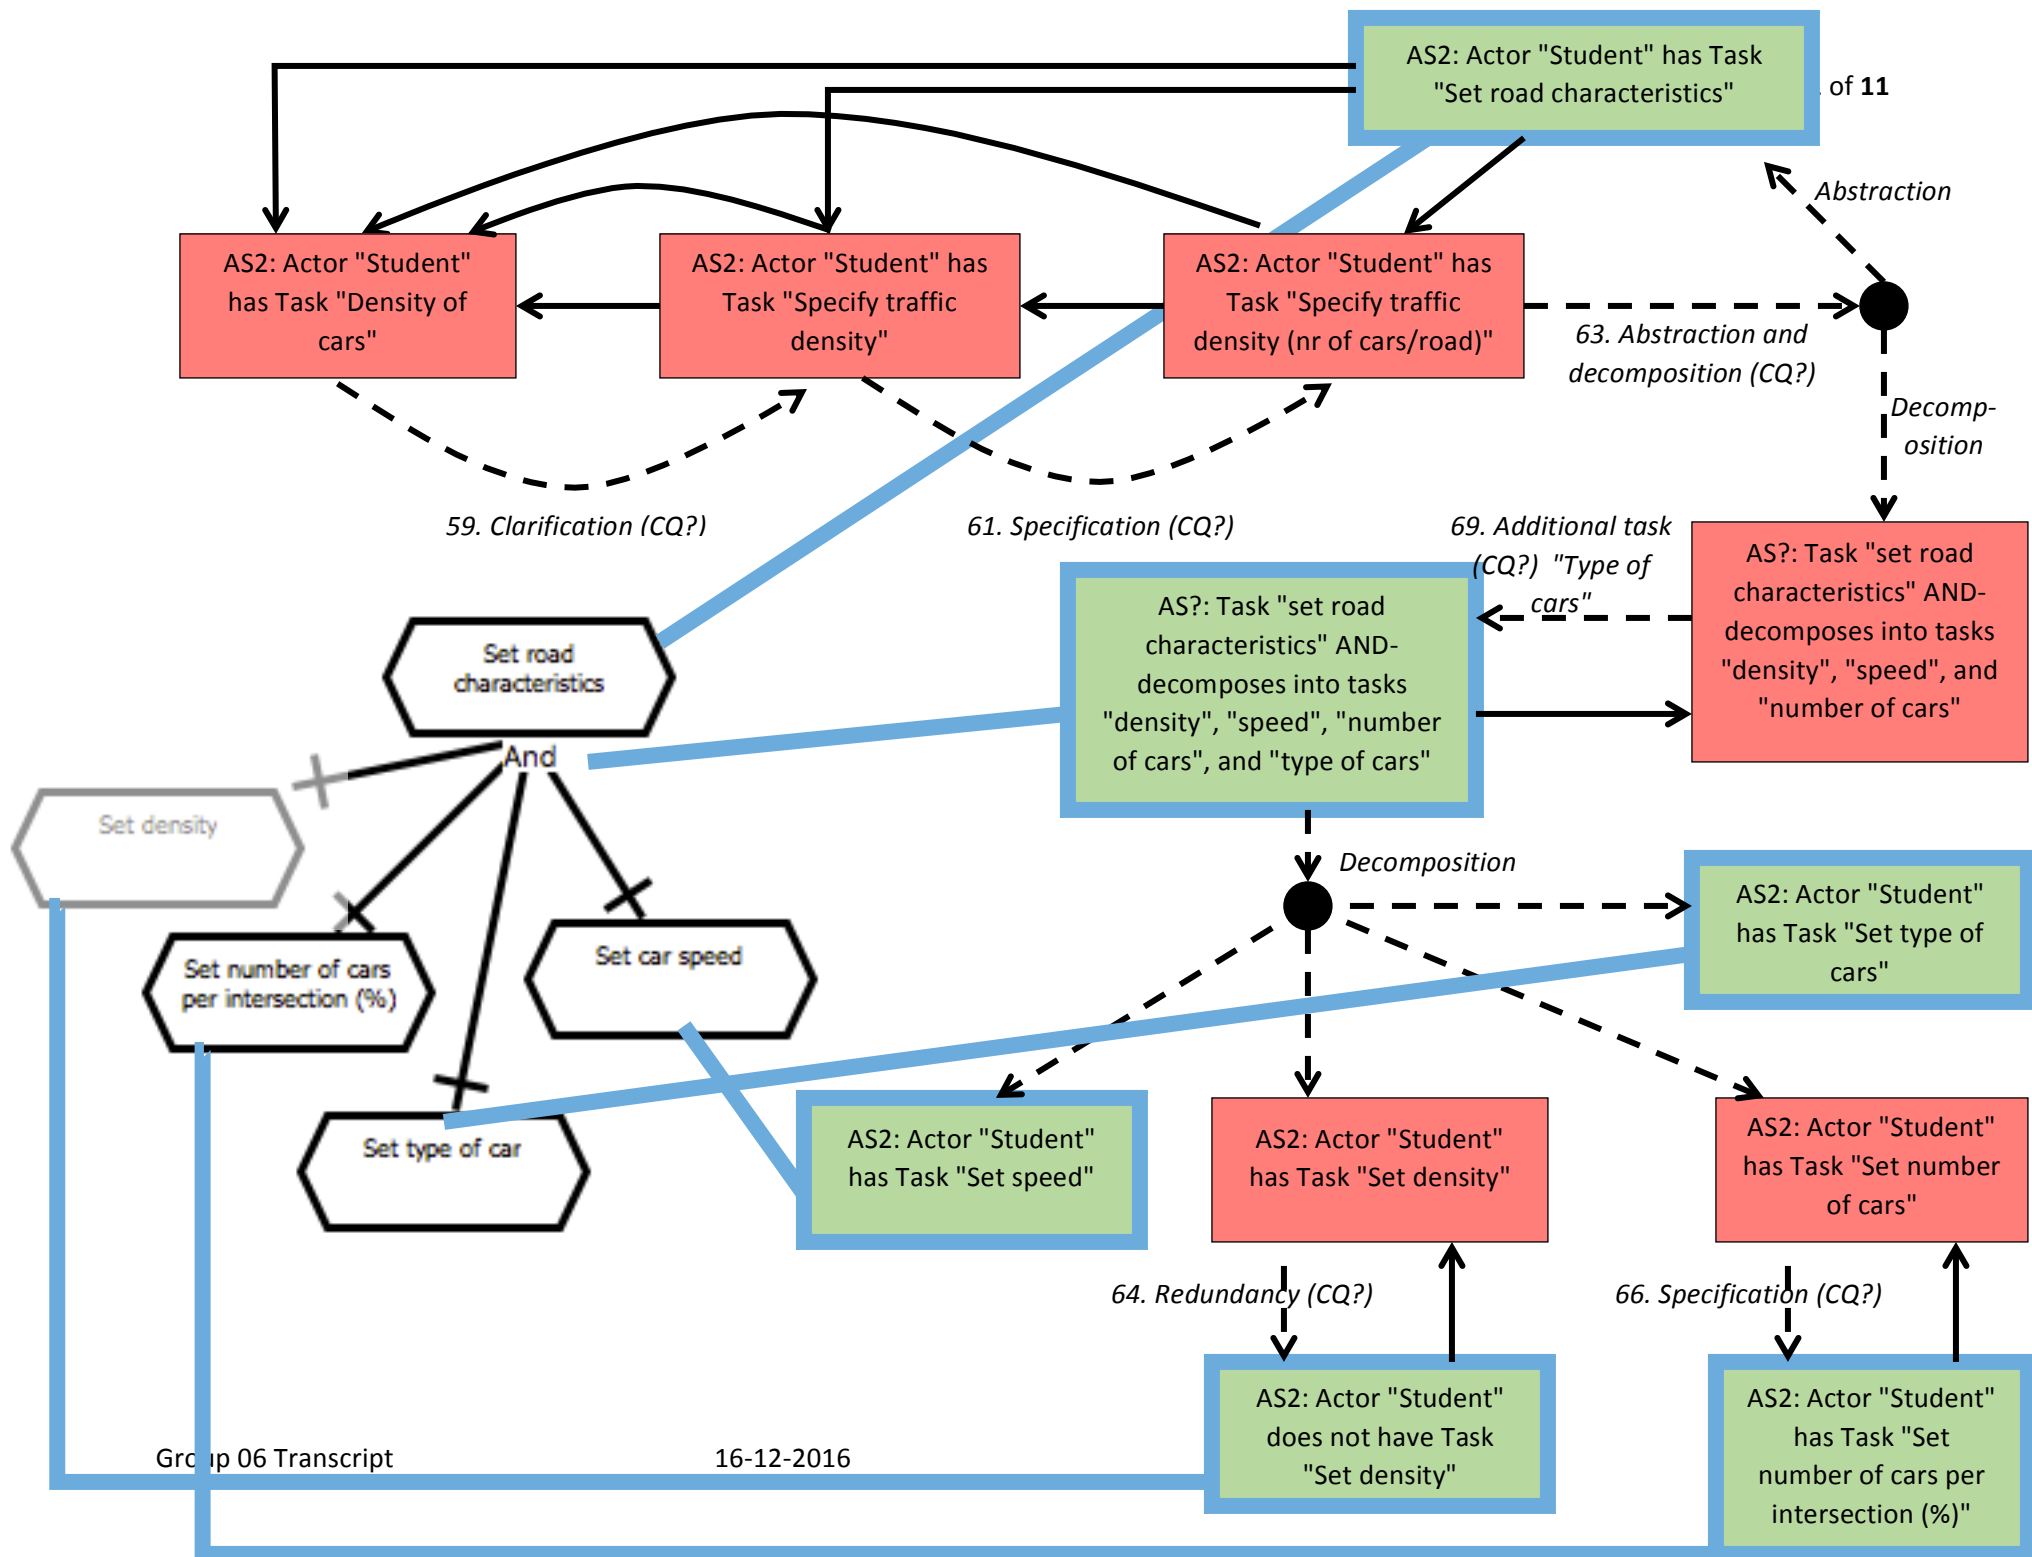 AS2: Actor "Student" has Task
"Set road characteristics"
of 11
Abstraction
AS2: Actor "Student"
has Task "Density of
cars"
AS2: Actor "Student" has
Task "Specify traffic
density"
AS2: Actor "Student" has
Task "Specify traffic
density (nr of cars/road)"
63. Abstraction and
decomposition (CQ?)
Decomp-
osition
59. Clarification (CQ?)
61. Specification (CQ?)
69. Additional task
(CQ?) "Type of
cars"
AS?: Task "set road
characteristics" AND-
decomposes into tasks
"density", "speed", and
"number of cars"
AS?: Task "set road
characteristics" AND-
decomposes into tasks
"density", "speed", "number
of cars", and "type of cars"
Set road
characteristics
And
Set density
Set number of cars
per intersection (%)
Set car speed
Set type of car
Decomposition
AS2: Actor "Student"
has Task "Set type of
cars"
AS2: Actor "Student"
has Task "Set speed"
AS2: Actor "Student"
has Task "Set density"
AS2: Actor "Student"
has Task "Set number
of cars"
64. Redundancy (CQ?)
66. Specification (CQ?)
AS2: Actor "Student"
does not have Task
"Set density"
AS2: Actor "Student"
has Task "Set
number of cars per
intersection (%)"
Group 06 Transcript
16-12-2016